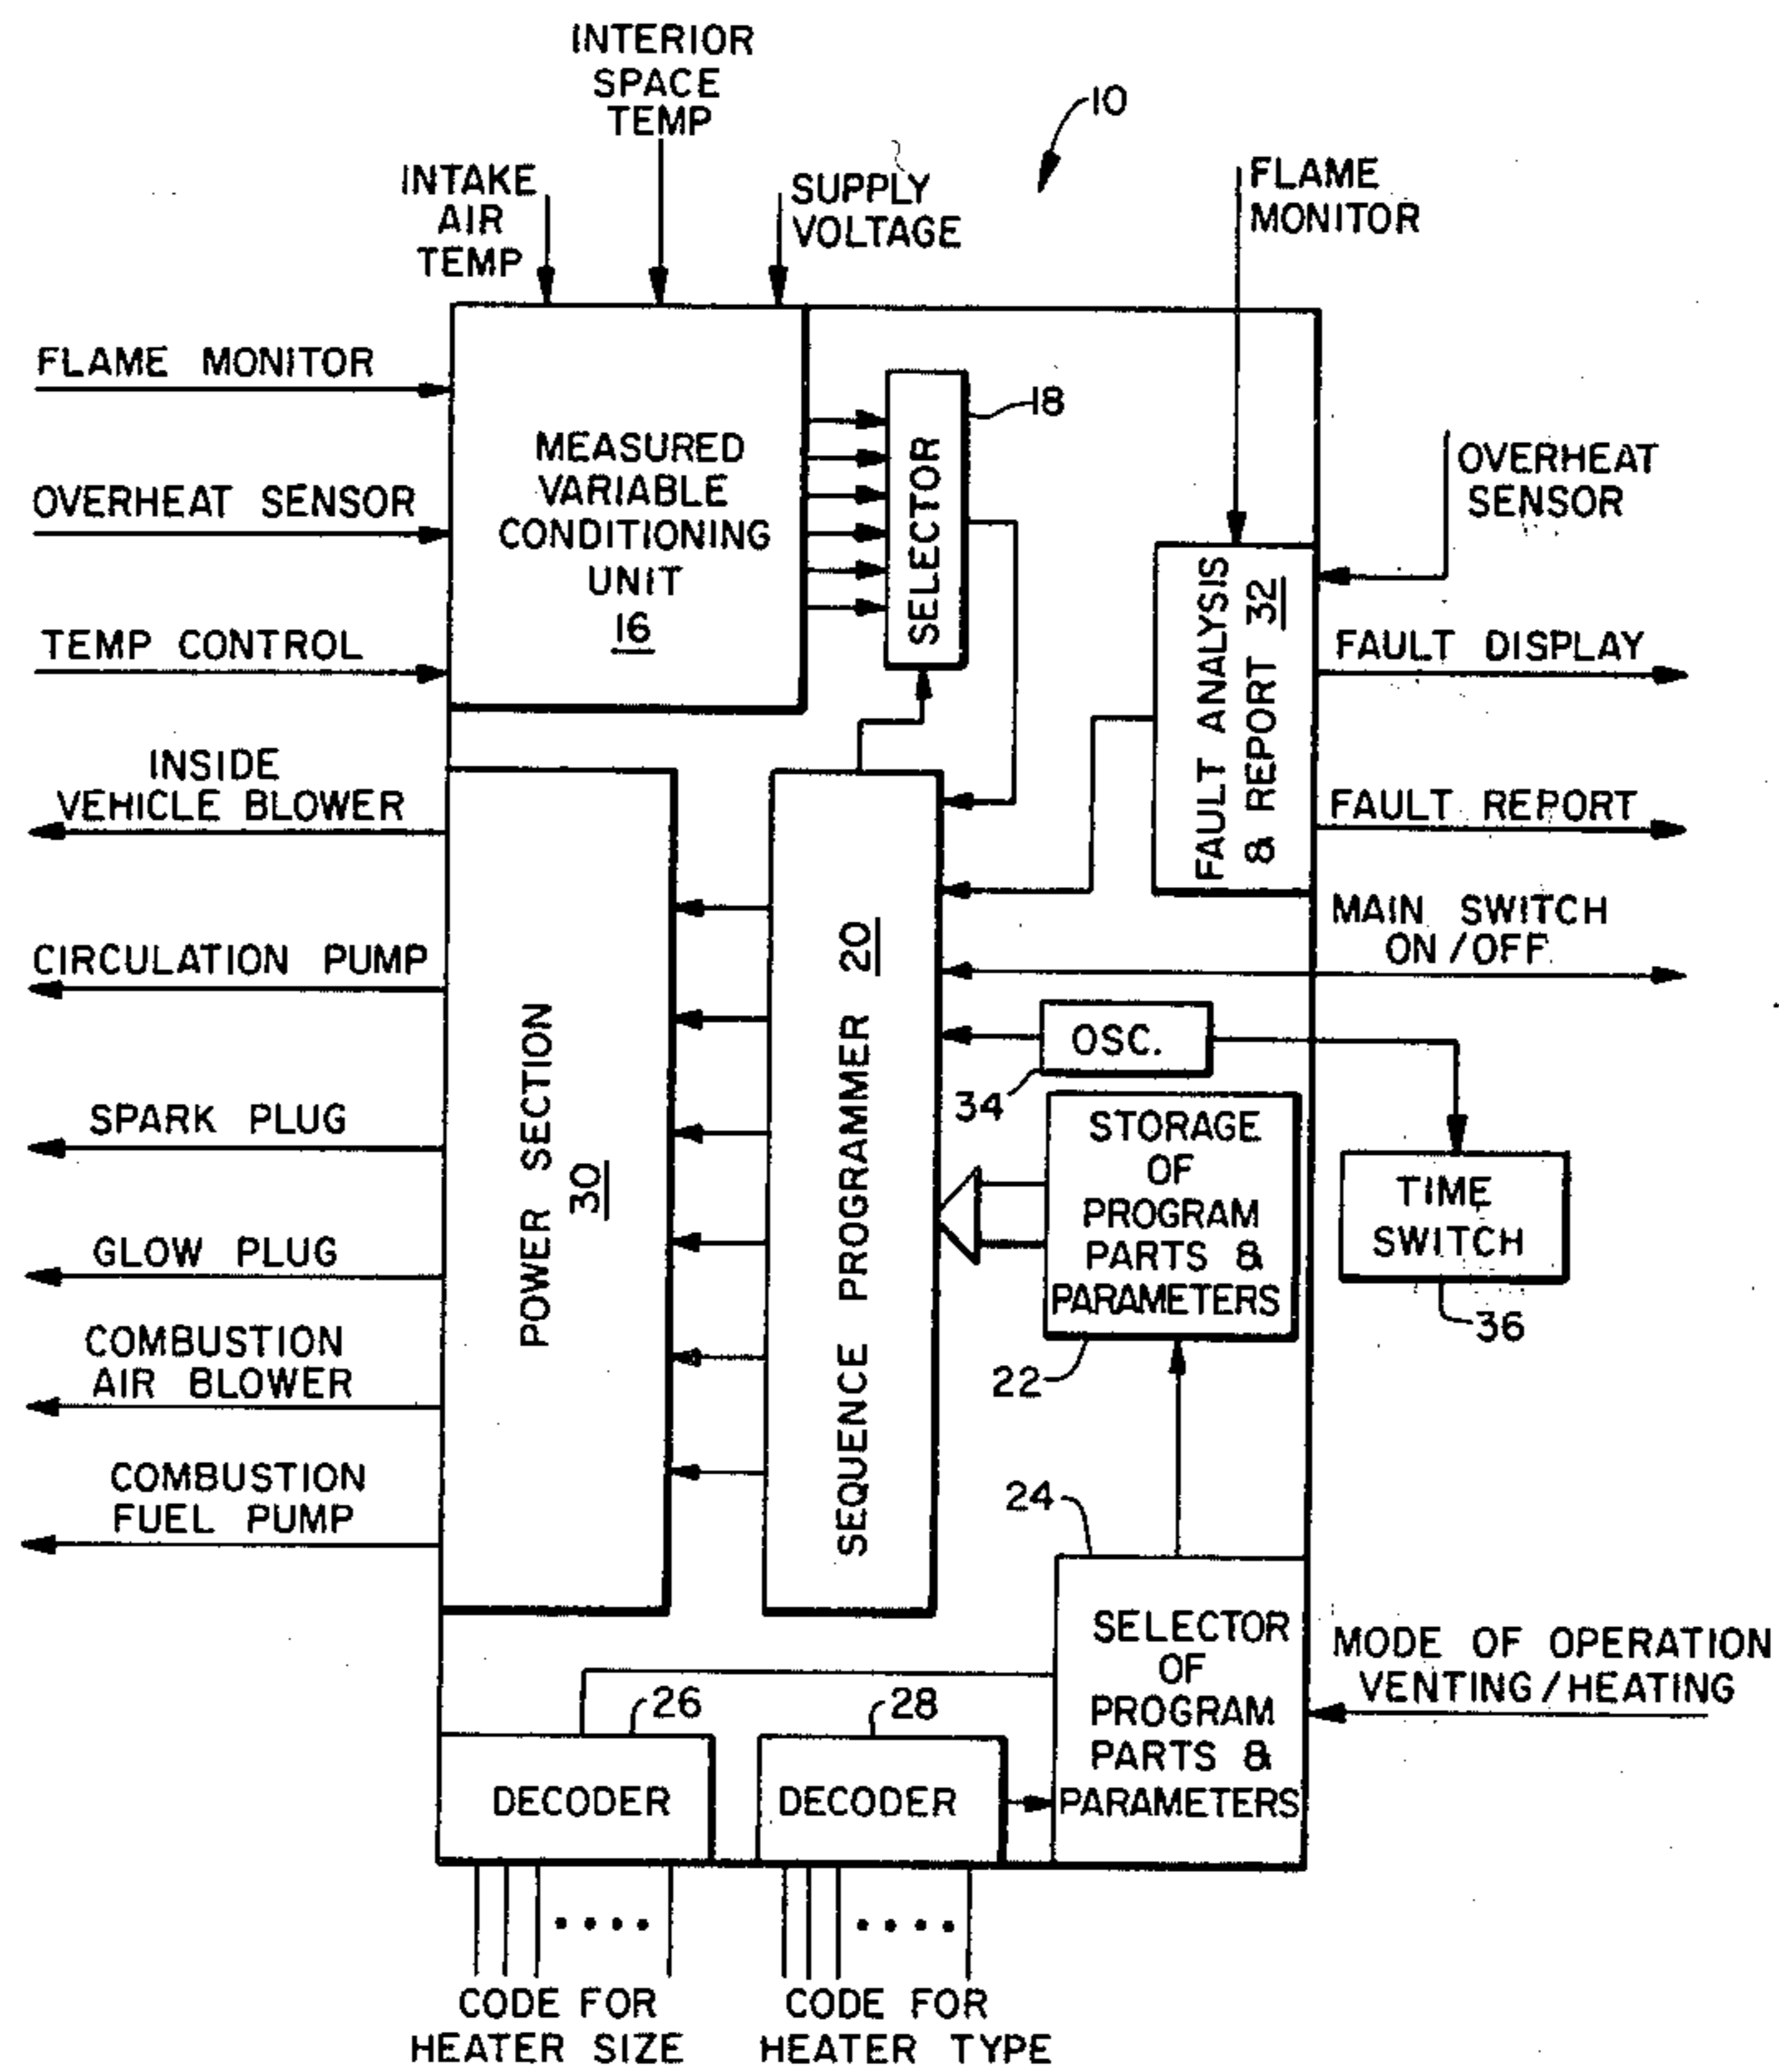 INTERIOR
SPACE
TEMP
10
INTAKE
AIR
TEMP
SUPPLY
VOLTAGE
FLAME
MONITOR
FLAME MONITOR
OVERHEAT SENSOR
TEMP CONTROL
MEASURED
VARIABLE
CONDITIONING
UNIT
16
SELECTOR
18
OVERHEAT
SENSOR
FAULT ANALYSIS
& REPORT 32
FAULT DISPLAY
FAULT REPORT
MAIN SWITCH
ON/OFF
INSIDE
VEHICLE BLOWER
CIRCULATION PUMP
SPARK PLUG
GLOW PLUG
COMBUSTION
AIR BLOWER
COMBUSTION
FUEL PUMP
POWER SECTION
30
SEQUENCE PROGRAMMER 20
OSC.
34
STORAGE
OF
PROGRAM
PARTS &
PARAMETERS
22
TIME
SWITCH
36
24
SELECTOR
OF
PROGRAM
PARTS &
PARAMETERS
MODE OF OPERATION
VENTING/HEATING
26
DECODER
28
DECODER
CODE FOR
HEATER SIZE
CODE FOR
HEATER TYPE